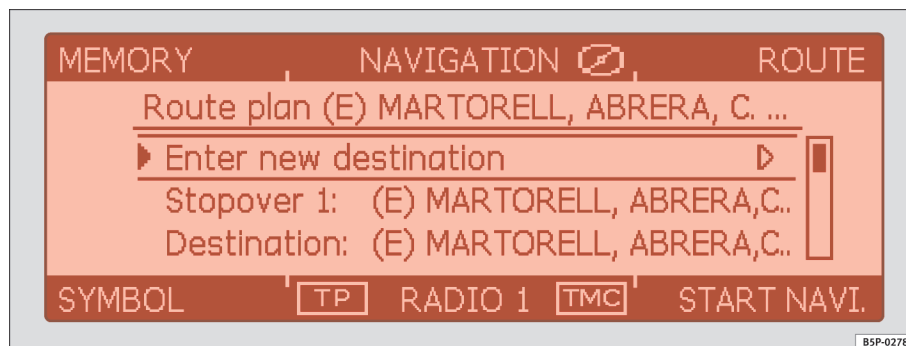 MEMORY NAVIGATION ROUTE
Route plan (E) MARTORELL, ABRERA, C. ...
Enter new destination
Stopover 1: (E) MARTORELL, ABRERA,C..
Destination: (E) MARTORELL, ABRERA,C..
SYMBOL TP RADIO 1 TMC START NAVI.
B5P-0278